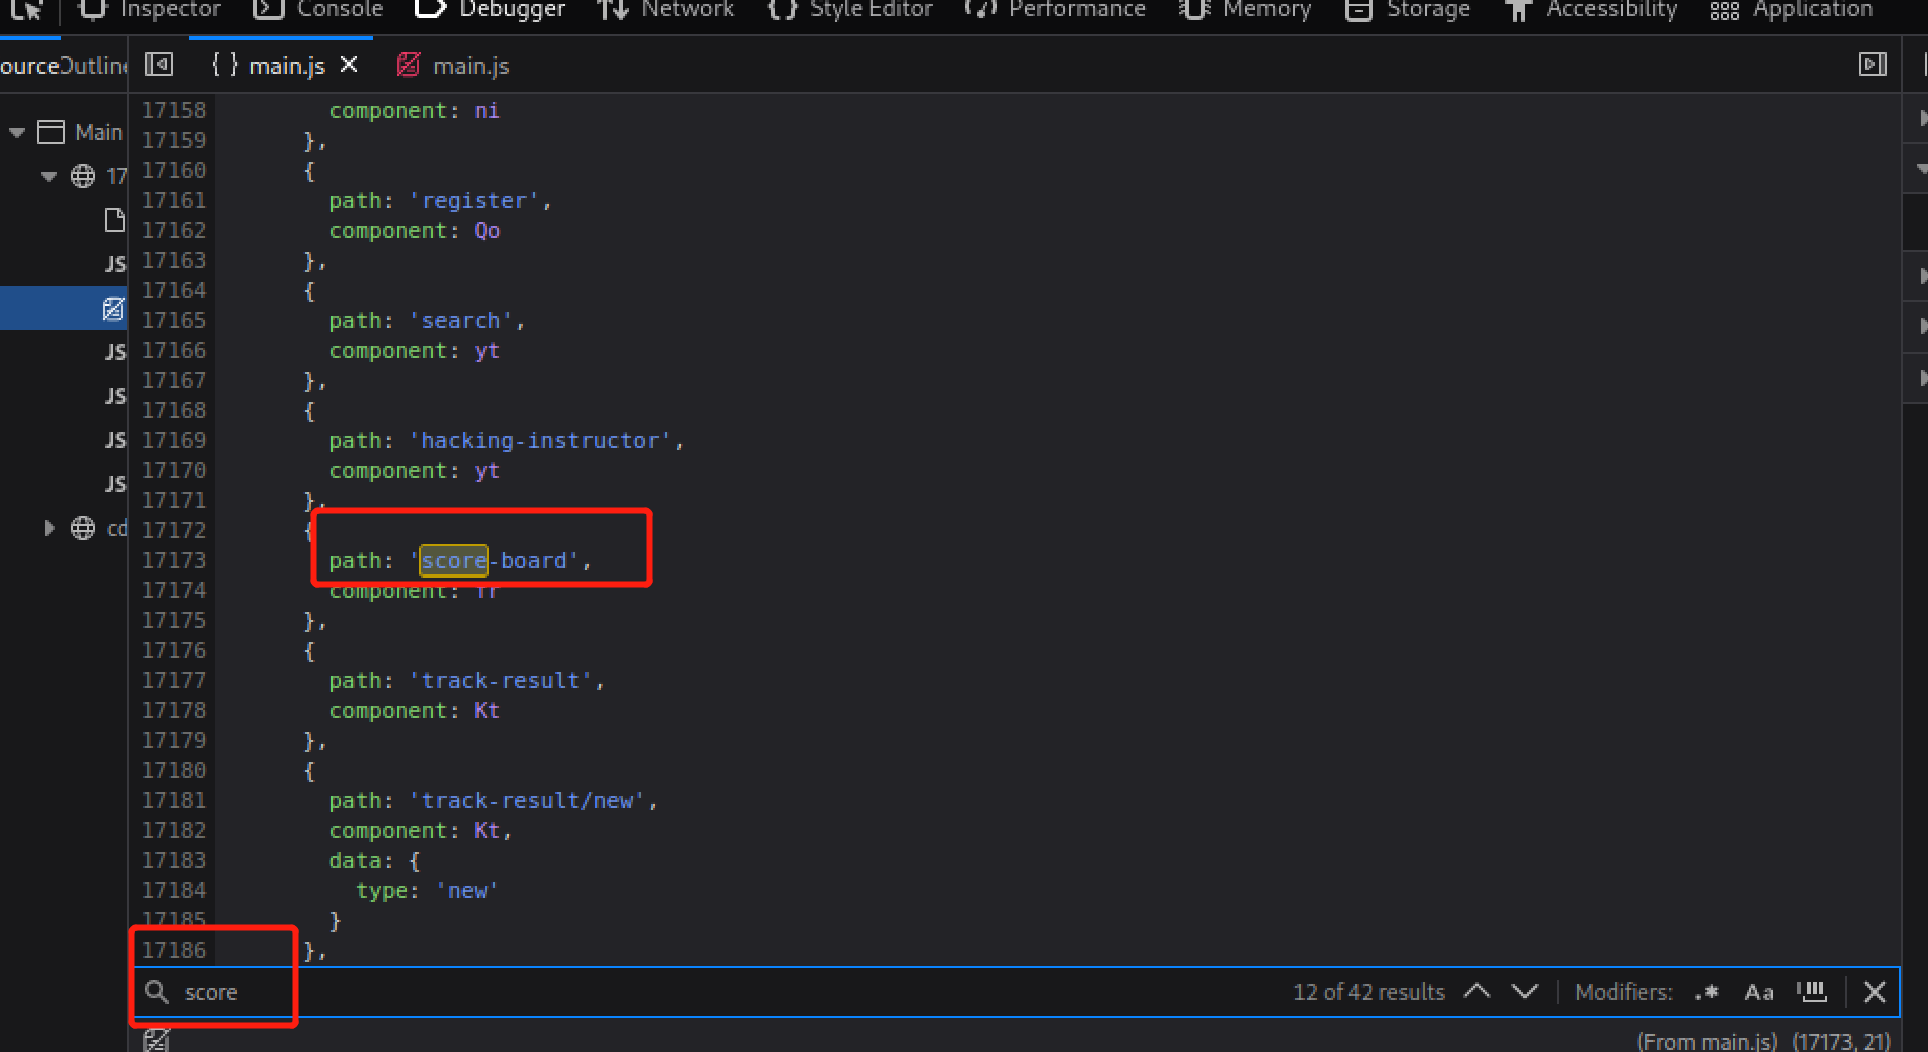 Inspector Console Debugger Network Style Editor Performance Memory Storage Accessibility Application
ource Outline { } main.js main.js
Main
17
JS
JS
JS
JS
JS
cd
17158 component: ni
17159 },
17160 {
17161 path: 'register',
17162 component: Qo
17163 },
17164 {
17165 path: 'search',
17166 component: yt
17167 },
17168 {
17169 path: 'hacking-instructor',
17170 component: yt
17171 },
17172 {
17173 path: 'score-board',
17174 component:
17175 },
17176 {
17177 path: 'track-result',
17178 component: Kt
17179 },
17180 {
17181 path: 'track-result/new',
17182 component: Kt,
17183 data: {
17184 type: 'new'
17185 }
17186 },
score 12 of 42 results Modifiers: .* Aa
(From main.js) (17173, 21)